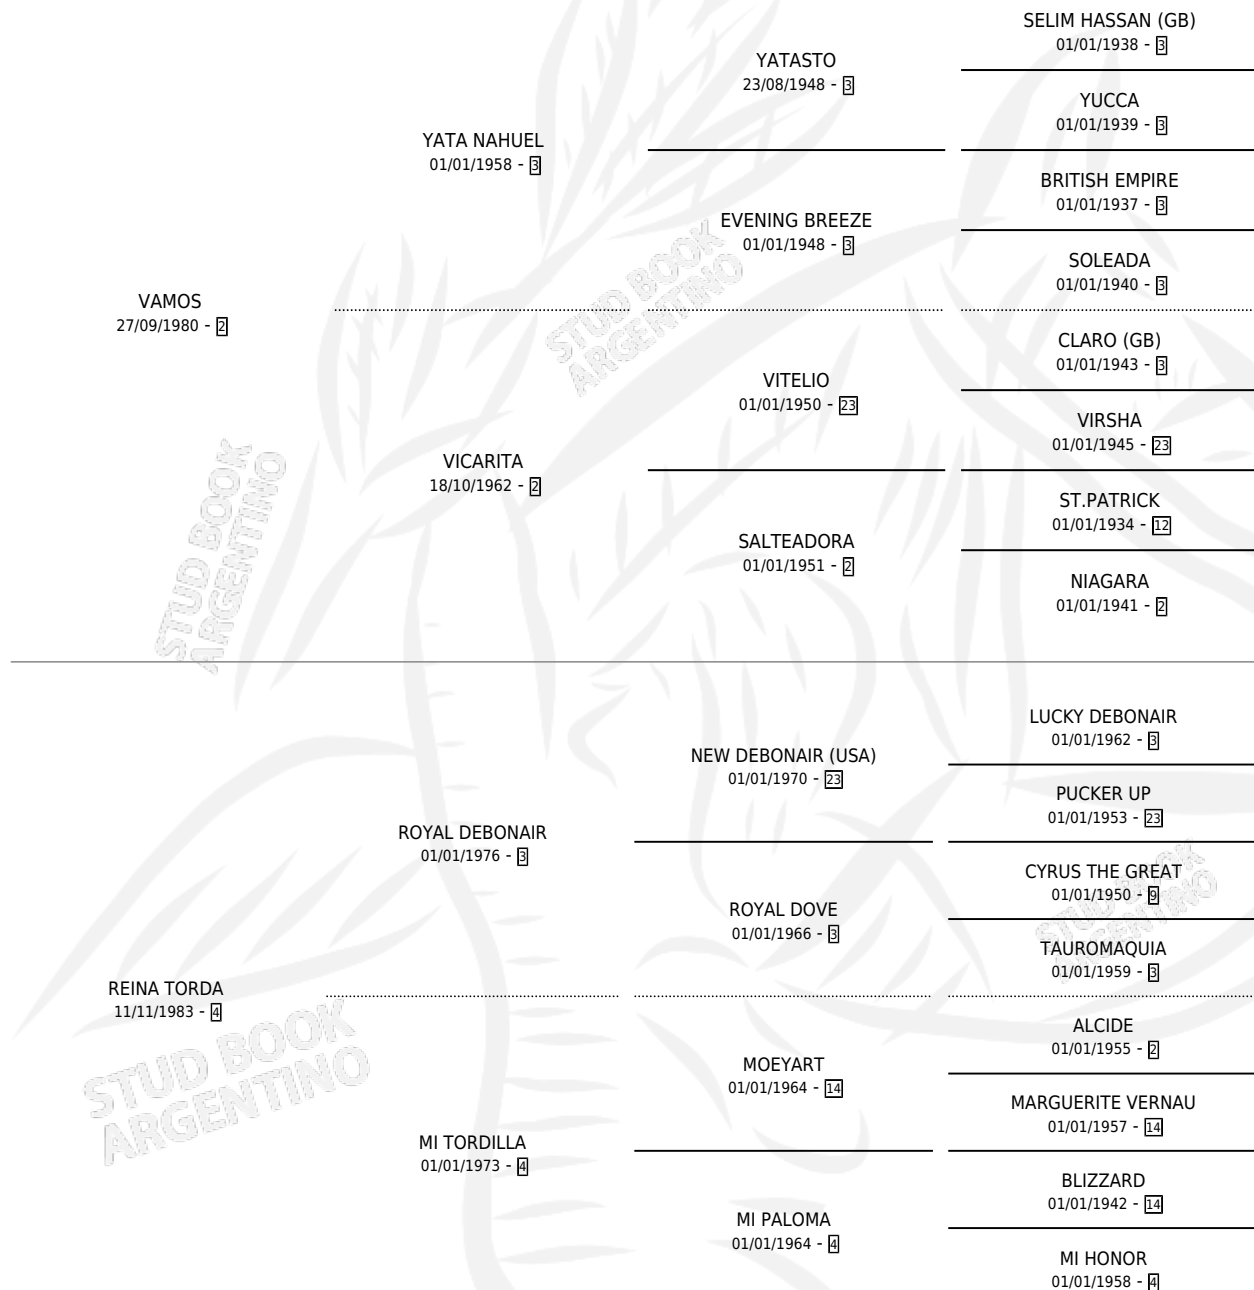 SELIM HASSAN (GB)
01/01/1938 - 3
YATASTO
23/08/1948 - 3
YUCCA
01/01/1939 - 3
YATA NAHUEL
01/01/1958 - 3
BRITISH EMPIRE
01/01/1937 - 3
EVENING BREEZE
01/01/1948 - 3
SOLEADA
01/01/1940 - 3
VAMOS
27/09/1980 - 2
CLARO (GB)
01/01/1943 - 3
VITELIO
01/01/1950 - 23
VIRSHA
01/01/1945 - 23
VICARITA
18/10/1962 - 2
ST.PATRICK
01/01/1934 - 12
SALTEADORA
01/01/1951 - 2
NIAGARA
01/01/1941 - 2
LUCKY DEBONAIR
01/01/1962 - 3
NEW DEBONAIR (USA)
01/01/1970 - 23
PUCKER UP
01/01/1953 - 23
ROYAL DEBONAIR
01/01/1976 - 3
CYRUS THE GREAT
01/01/1950 - 9
ROYAL DOVE
01/01/1966 - 3
TAUROMAQUIA
01/01/1959 - 3
REINA TORDA
11/11/1983 - 4
ALCIDE
01/01/1955 - 2
MOEYART
01/01/1964 - 14
MARGUERITE VERNAU
01/01/1957 - 14
MI TORDILLA
01/01/1973 - 4
BLIZZARD
01/01/1942 - 14
MI PALOMA
01/01/1964 - 4
MI HONOR
01/01/1958 - 4
STUD BOOK
ARGENTINO
STUD BOOK
ARGENTINO
STUD BOOK
ARGENTINO
STUD BOOK
ARGENTINO